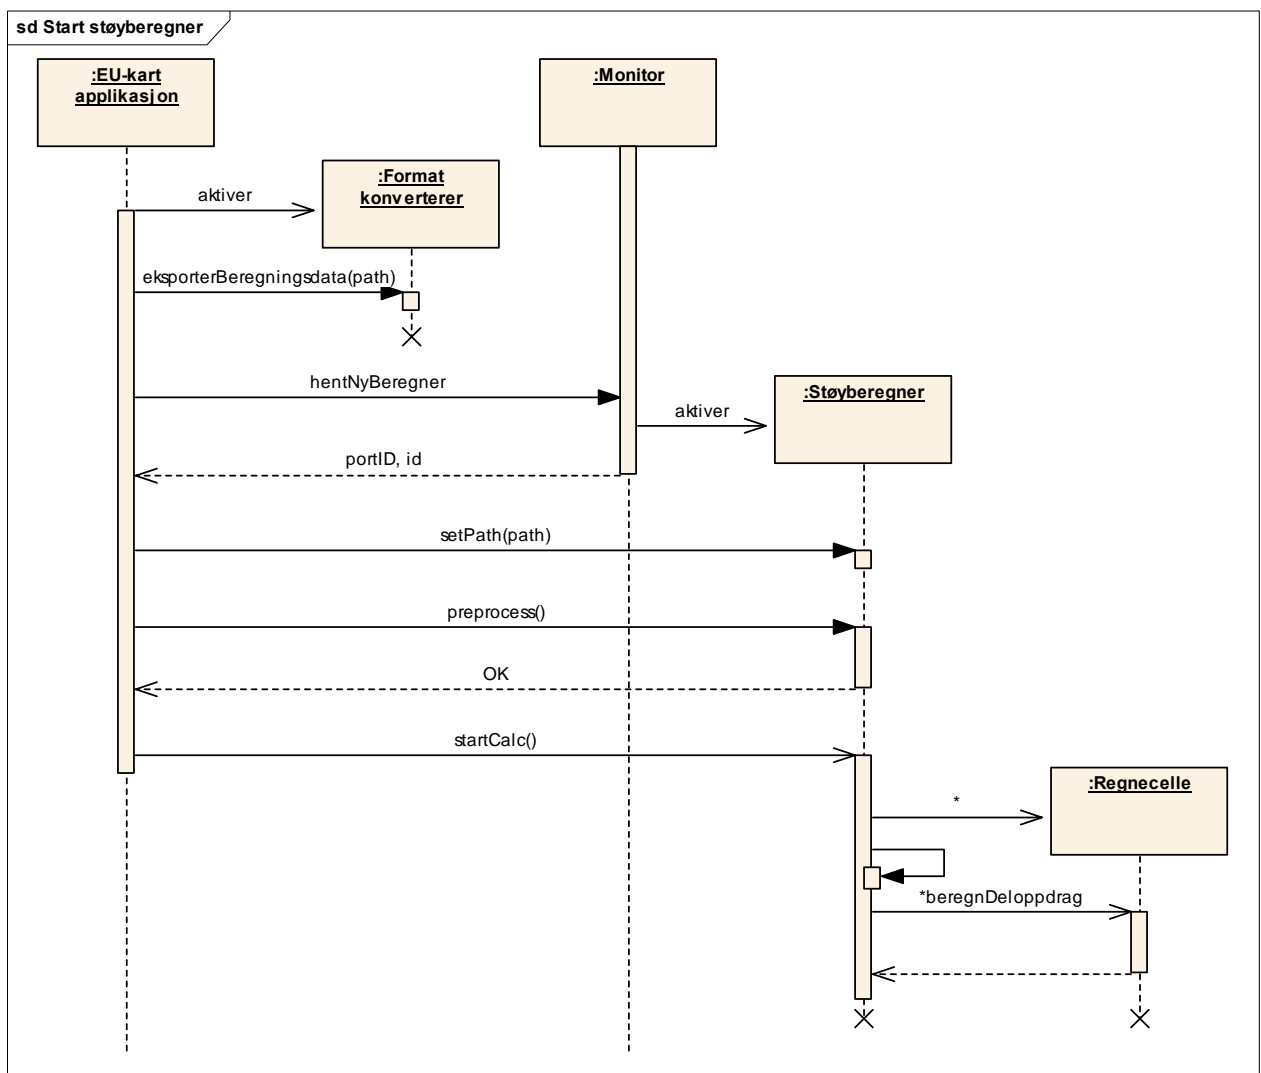 sd Start støyberegner
:EU-kart
applikasjon
:Monitor
:Format
konverterer
aktiver
eksporterBeregningsdata(path)
hentNyBeregner
:Støyberegner
aktiver
portID, id
setPath(path)
preprocess()
OK
startCalc()
:Regnecelle
*
*beregnDeloppdrag